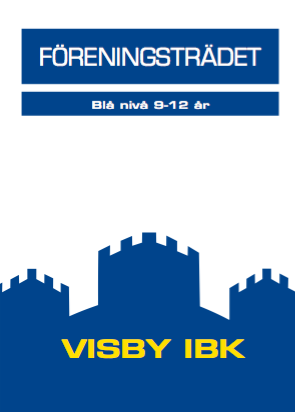 FÖRENINGSTRÄDET
Blå nivå 9-12 år
VISBY IBK